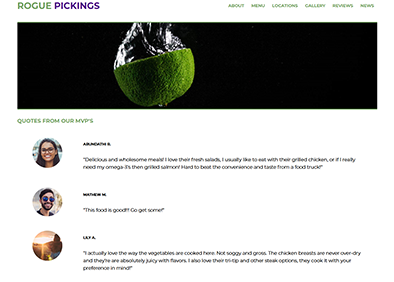 ROGUE PICKINGS
ABOUT MENU LOCATIONS GALLERY REVIEWS NEWS
QUOTES FROM OUR MVP'S
ABUNDATH D.
"Delicious and wholesome meals! I love their fresh salads, I usually like to eat with their grilled chicken, or if I really
need my omega-3's then grilled salmon! Hard to beat the convenience and taste from a food truck!"
MATHEW M.
"This food is good!!! Go get some!"
LILY A.
"I actually love the way the vegetables are cooked here. Not soggy and gross. The chicken breasts are never over-dry
and they're are absolutely juicy with flavors. I also love their tri-tip and other steak options, they cook it with your
preference in mind!"